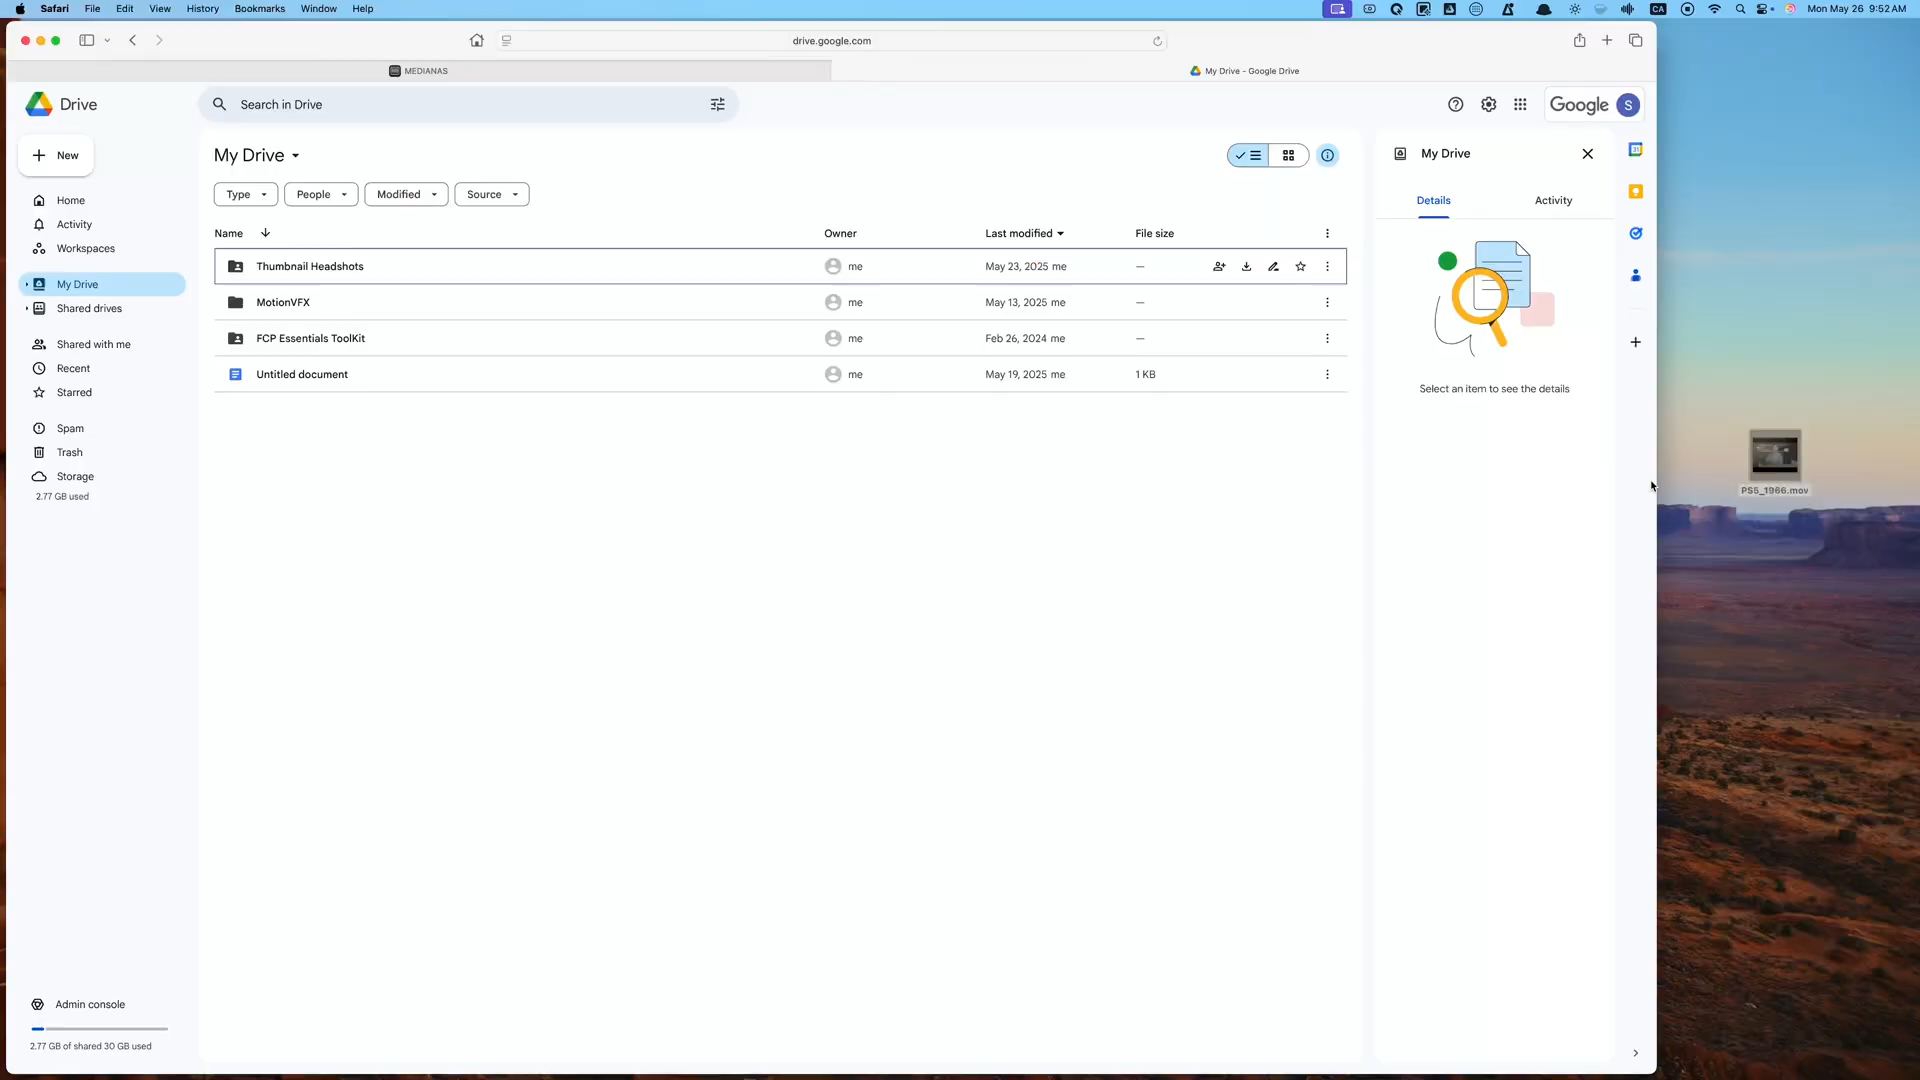 Safari File Edit View History Bookmarks Window Help CA Mon May 26 9:52 AM
drive.google.com
MEDIANAS My Drive - Google Drive
Drive Search in Drive Google S
New
My Drive
My Drive
Type People Modified Source
Home
Activity
Workspaces
My Drive
Shared drives
Shared with me
Recent
Starred
Spam
Trash
Storage
2.77 GB used
Admin console
2.77 GB of shared 30 GB used
Name Owner Last modified File size
Thumbnail Headshots me May 23, 2025 me —
MotionVFX me May 13, 2025 me —
FCP Essentials ToolKit me Feb 26, 2024 me —
Untitled document me May 19, 2025 me 1 KB
Details Activity
Select an item to see the details
31
PS5_1966.mov